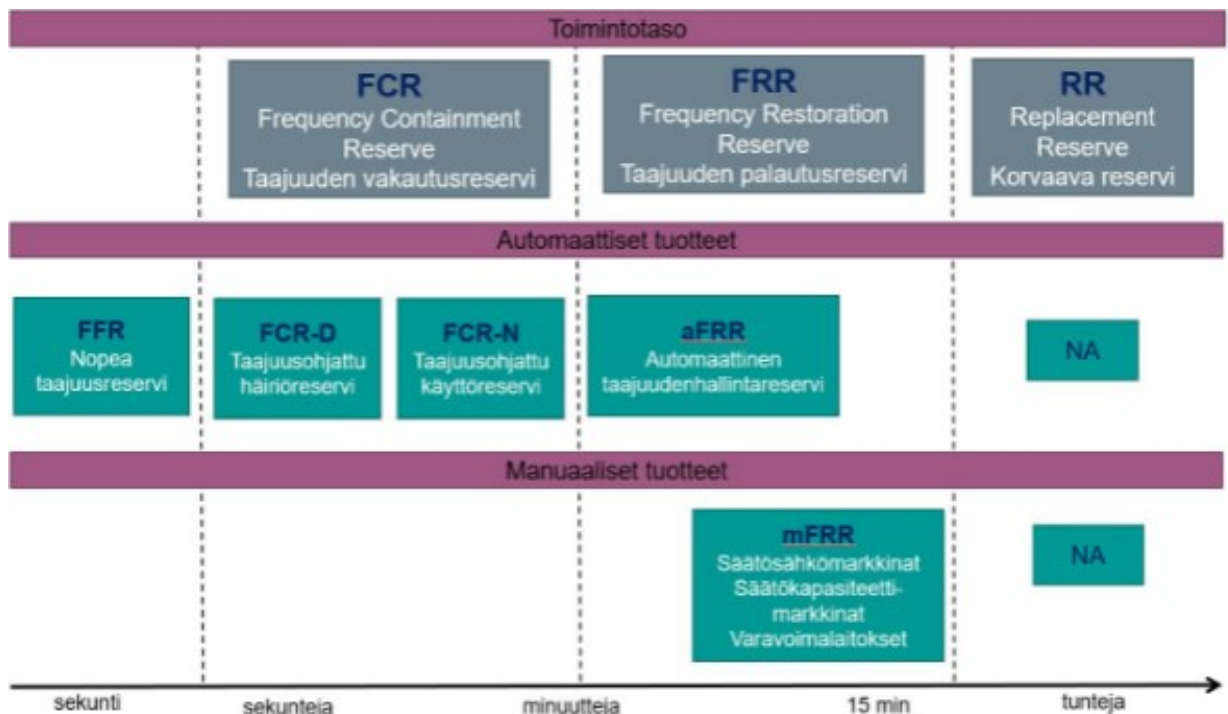 Toimintotaso
FCR
Frequency Containment
Reserve
Taajuuden vakautusreservi
FRR
Frequency Restoration
Reserve
Taajuuden palautusreservi
RR
Replacement
Reserve
Korvaava reservi
Automaattiset tuotteet
FFR
Nopea
taajuusreservi
FCR-D
Taajuusohjattu
häiriöreservi
FCR-N
Taajuusohjattu
käyttöreservi
aFRR
Automaattinen
taajuudenhallintareservi
NA
Manuaaliset tuotteet
mFRR
Säätösähkömarkkinat
Säätökapasiteetti-
markkinat
Varavoimalaitokset
NA
sekunti
sekunteja
minuutteja
15 min
tunteja